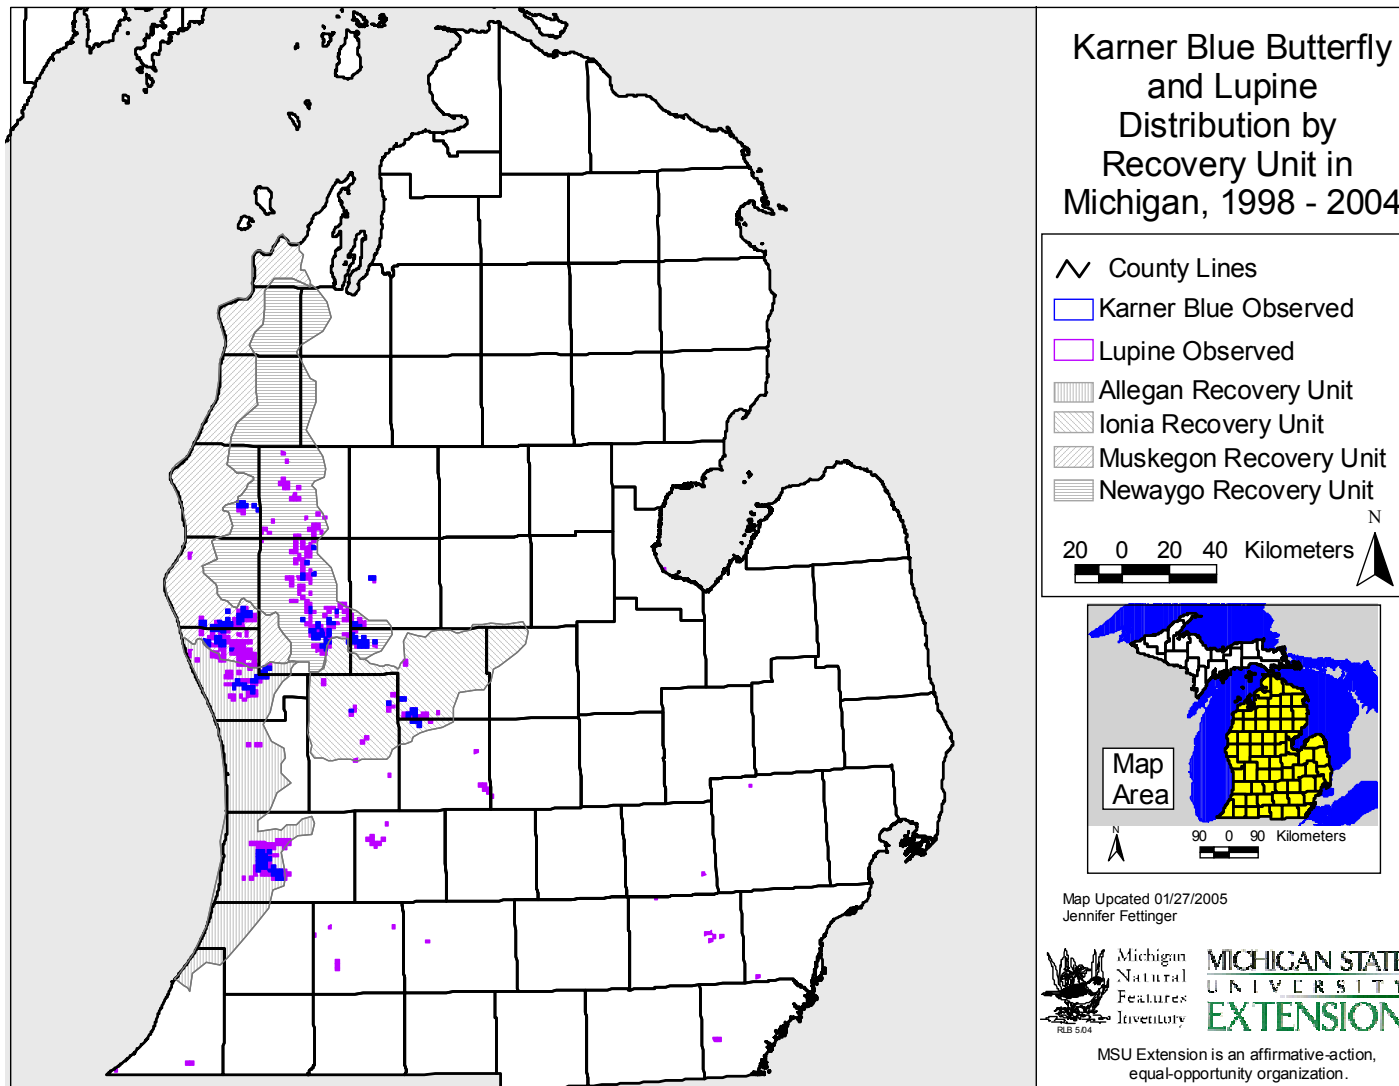 Karner Blue Butterfly
and Lupine
Distribution by
Recovery Unit in
Michigan, 1998 - 2004
County Lines
Karner Blue Observed
Lupine Observed
Allegan Recovery Unit
Ionia Recovery Unit
Muskegon Recovery Unit
Newaygo Recovery Unit
N
20 0 20 40 Kilometers
Map
Area
N
90 0 90 Kilometers
Map Upcated 01/27/2005
Jennifer Fettinger
Michigan
Natural
Features
Inventory
RLB 5/04
MICHIGAN STATE
UNIVERSITY
EXTENSION
MSU Extension is an affirmative-action,
equal-opportunity organization.